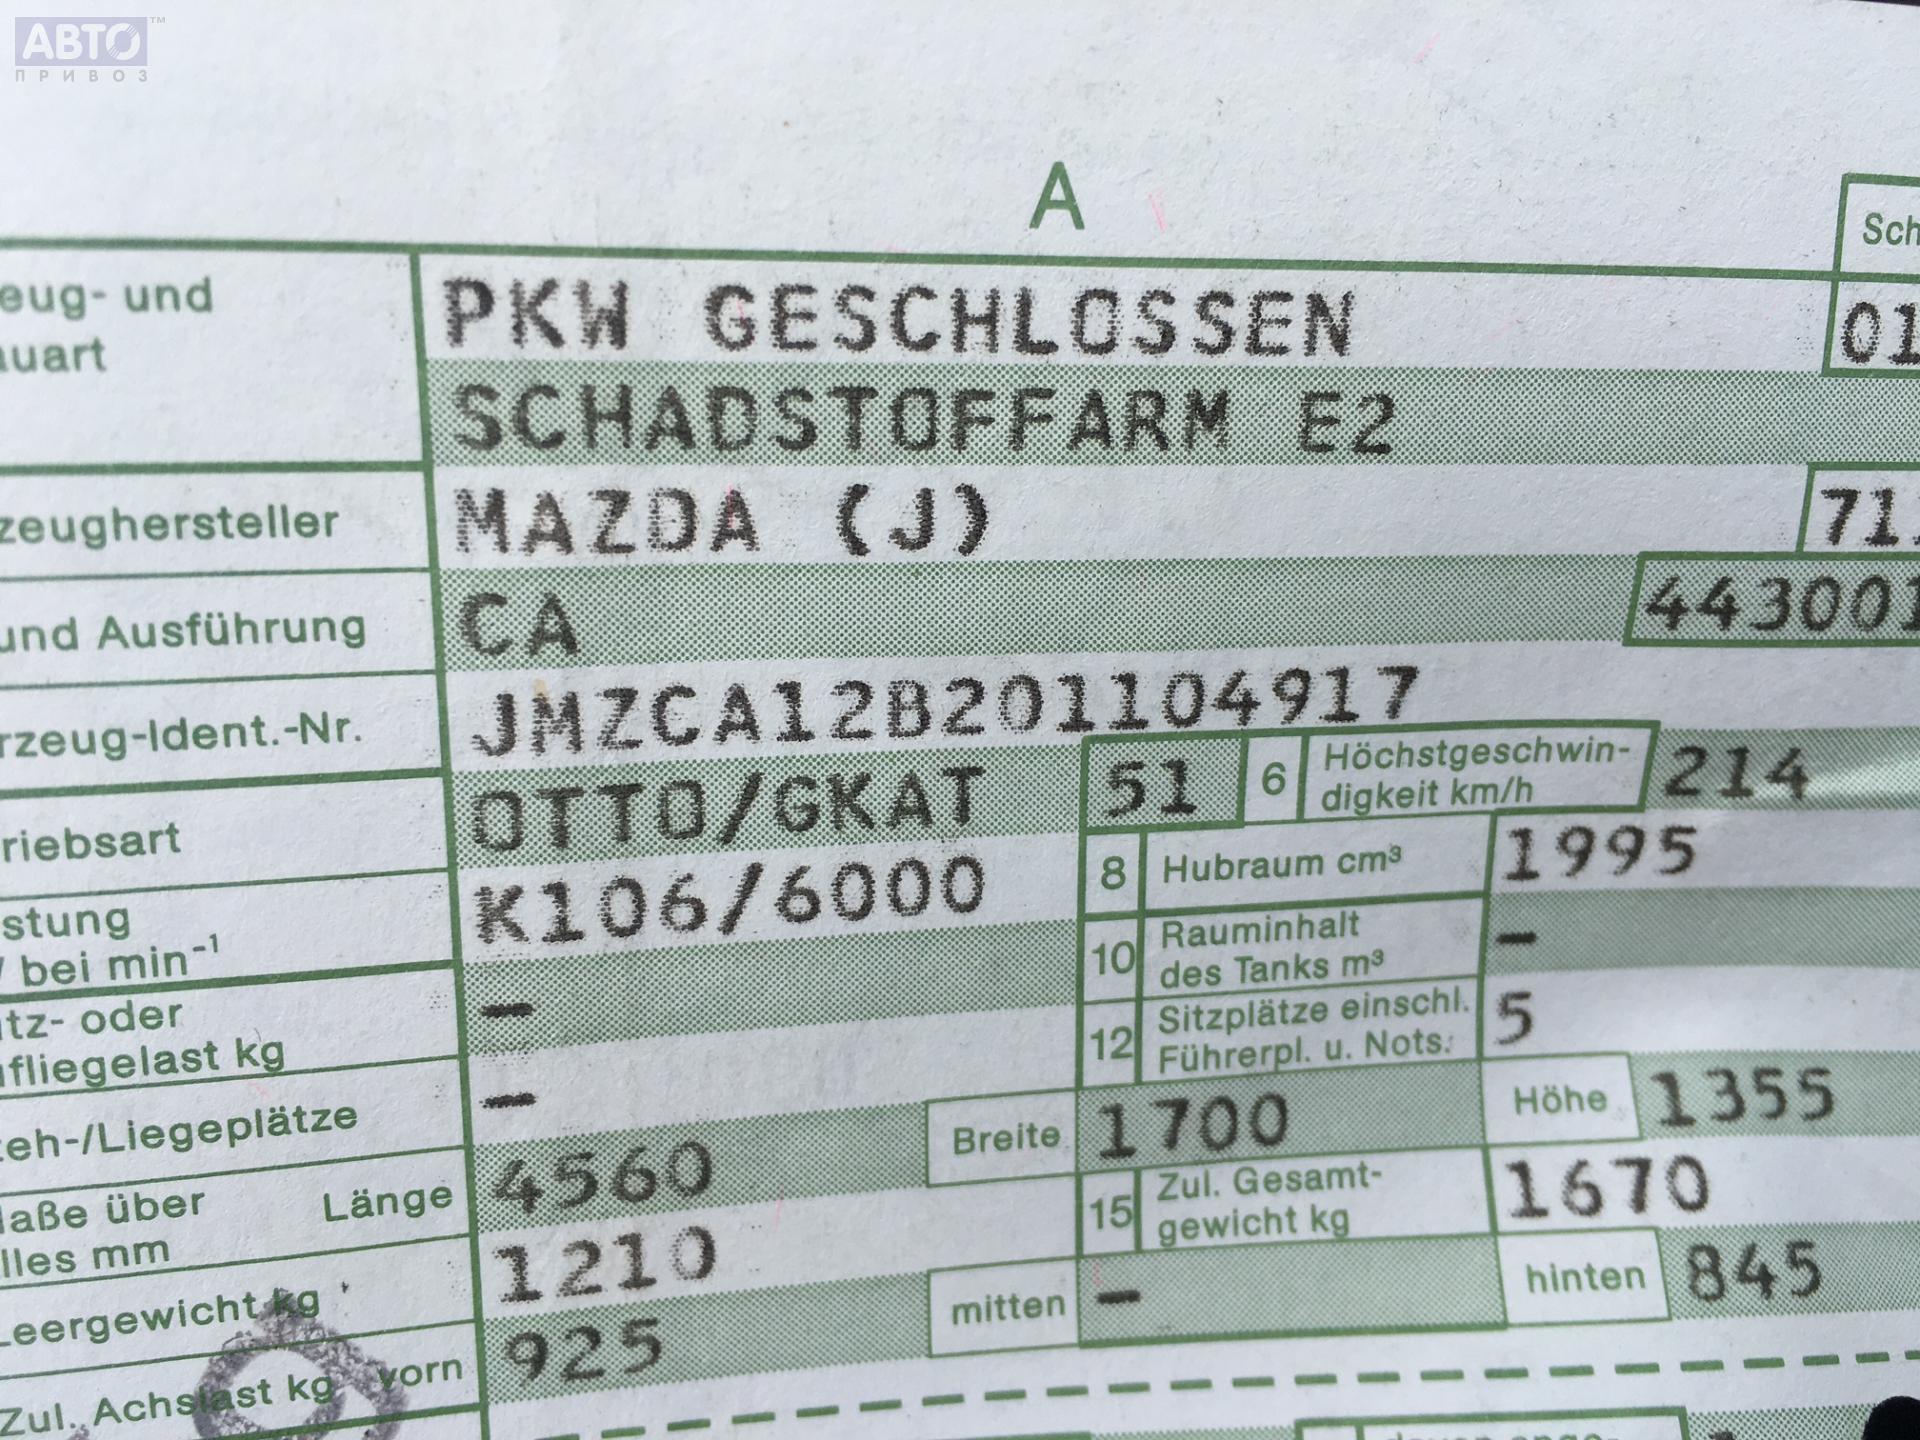 АВТО™
ПРИВОЗ
A
Sch
eug- und
auart
PKW GESCHLOSSEN
01
SCHADSTOFFARM E2
zeughersteller
MAZDA (J)
711
und Ausführung
CA
443001
rzeug-Ident.-Nr.
JMZCA12B201104917
riebsart
OTTO/GKAT
51
6
Höchstgeschwin-
digkeit km/h
214
stung
bei min-¹
K106/6000
8
Hubraum cm³
1995
tz- oder
fliegelast kg
–
10
Rauminhalt
des Tanks m³
–
eh-/Liegeplätze
–
12
Sitzplätze einschl.
Führerpl. u. Nots.
5
aße über
lles mm
Länge
4560
Breite
1700
Höhe
1355
Leergewicht kg
1210
15
Zul. Gesamt-
gewicht kg
1670
Zul. Achslast kg
vorn
925
mitten
–
hinten
845